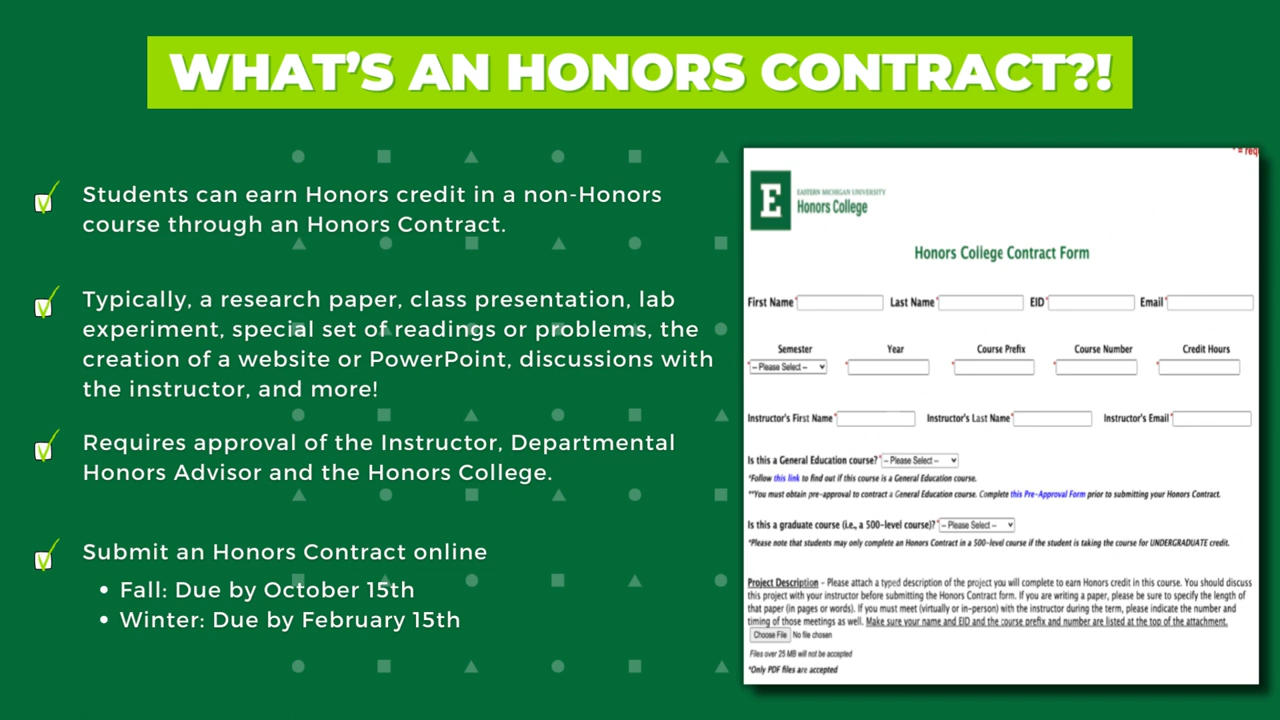 WHAT'S AN HONORS CONTRACT?!
Students can earn Honors credit in a non-Honors
course through an Honors Contract.
Typically, a research paper, class presentation, lab
experiment, special set of readings or problems, the
creation of a website or PowerPoint, discussions with
the instructor, and more!
Requires approval of the Instructor, Departmental
Honors Advisor and the Honors College.
Submit an Honors Contract online
• Fall: Due by October 15th
• Winter: Due by February 15th
* = req
E
EASTERN MICHIGAN UNIVERSITY
Honors College
Honors College Contract Form
First Name* Last Name* EID* Email*
Semester Year Course Prefix Course Number Credit Hours
*-- Please Select -- * * * *
Instructor's First Name* Instructor's Last Name* Instructor's Email*
Is this a General Education course?* -- Please Select --
*Follow this link to find out if this course is a General Education course.
**You must obtain pre-approval to contract a General Education course. Complete this Pre-Approval Form prior to submitting your Honors Contract.
Is this a graduate course (i.e., a 500-level course)?* -- Please Select --
*Please note that students may only complete an Honors Contract in a 500-level course if the student is taking the course for UNDERGRADUATE credit.
Project Description - Please attach a typed description of the project you will complete to earn Honors credit in this course. You should discuss
this project with your instructor before submitting the Honors Contract form. If you are writing a paper, please be sure to specify the length of
that paper (in pages or words). If you must meet (virtually or in-person) with the instructor during the term, please indicate the number and
timing of those meetings as well. Make sure your name and EID and the course prefix and number are listed at the top of the attachment.
Choose File No file chosen
Files over 25 MB will not be accepted
*Only PDF files are accepted